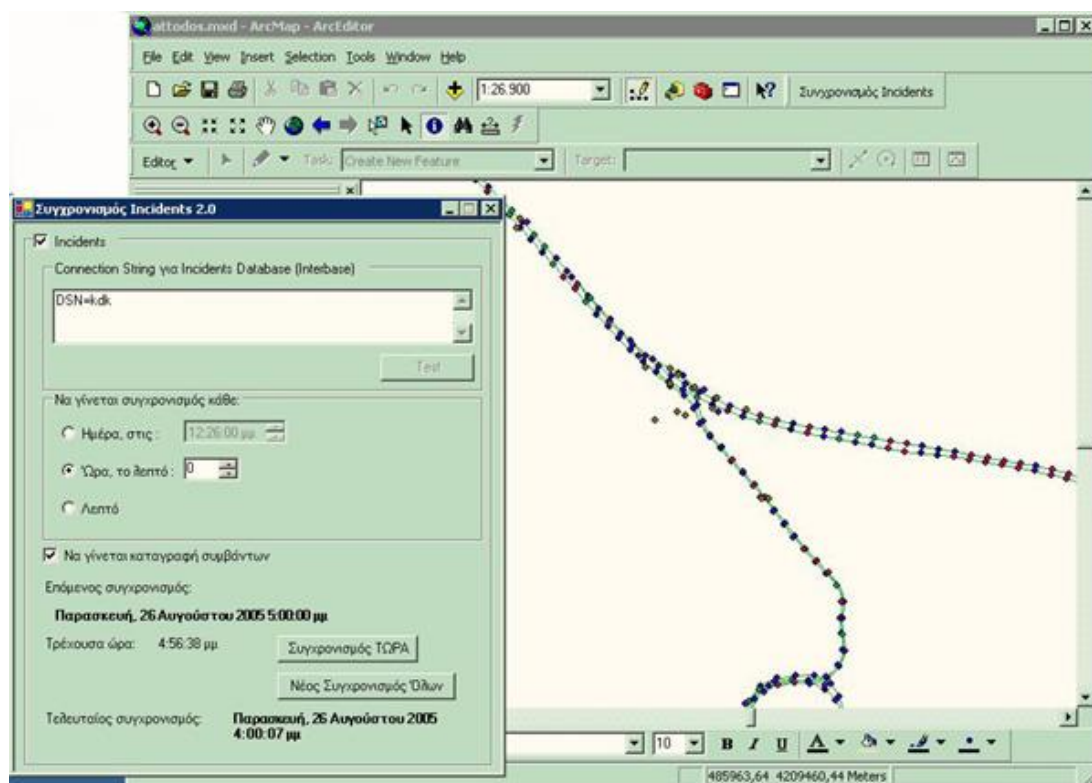 attodos.mxd - ArcMap - ArcEditor
File Edit View Insert Selection Tools Window Help
1:26.900
Συνχρονισμός Incidents
Editor
Task: Create New Feature
Target:
Συγχρονισμός Incidents 2.0
Incidents
Connection String για Incidents Database (Interbase)
DSN=kdk
Test
Να γίνεται συγχρονισμός κάθε:
Ημέρα, στις : 12:26:00 μμ
Ώρα, το λεπτό : 0
Λεπτό
Να γίνεται καταγραφή συμβάντων
Επόμενος συγχρονισμός:
Παρασκευή, 26 Αυγούστου 2005 5:00:00 μμ
Τρέχουσα ώρα: 4:56:38 μμ
Συγχρονισμός ΤΩΡΑ
Νέος Συγχρονισμός Όλων
Τελευταίος συγχρονισμός: Παρασκευή, 26 Αυγούστου 2005
4:00:07 μμ
10 B I U A
485963,64 4209460,44 Meters